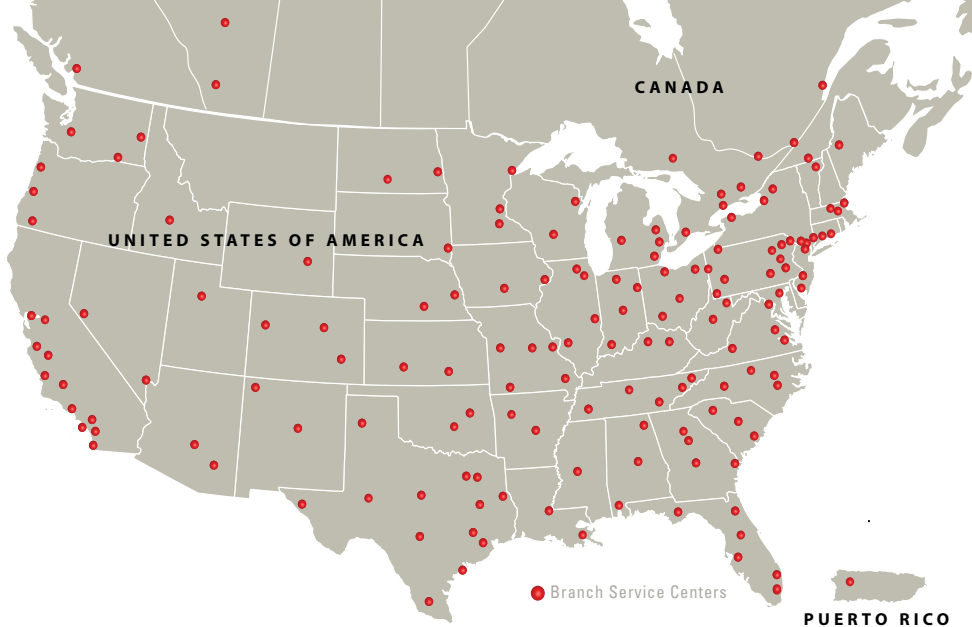 CANADA
UNITED STATES OF AMERICA
Branch Service Centers
PUERTO RICO